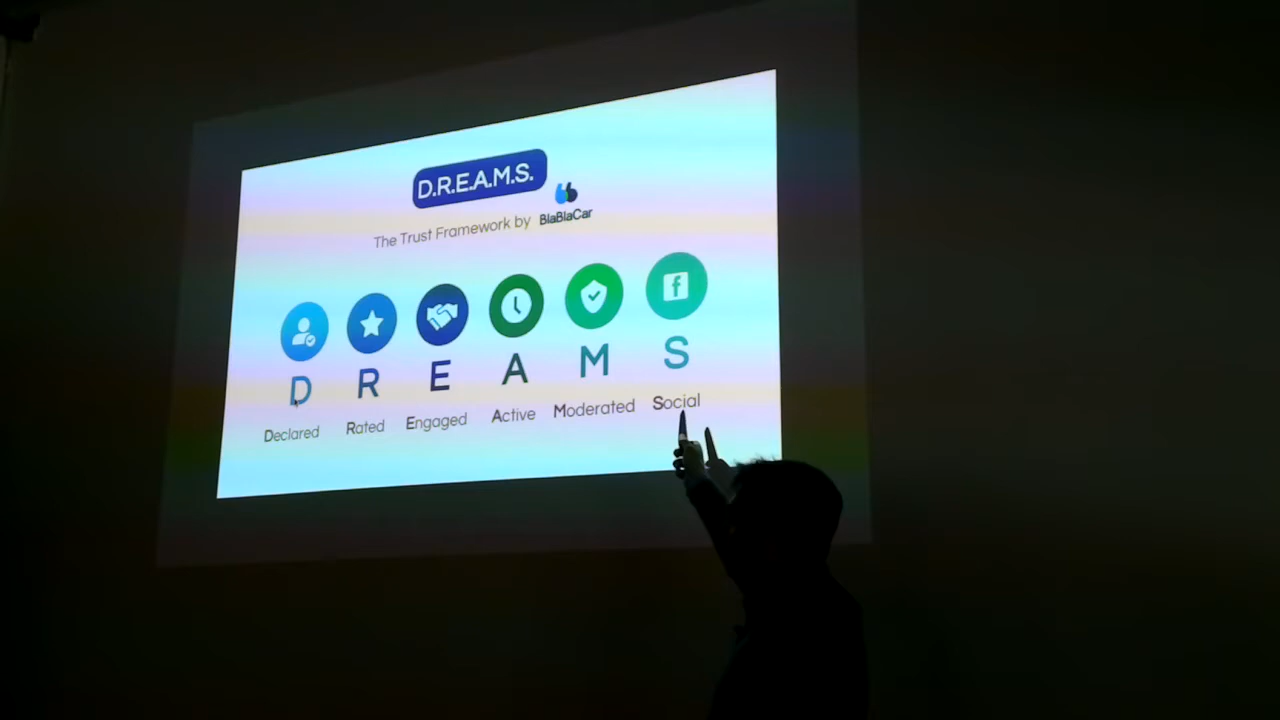 D.R.E.A.M.S.
The Trust Framework by BlaBlaCar
f
D R E A M S
Declared Rated Engaged Active Moderated Social